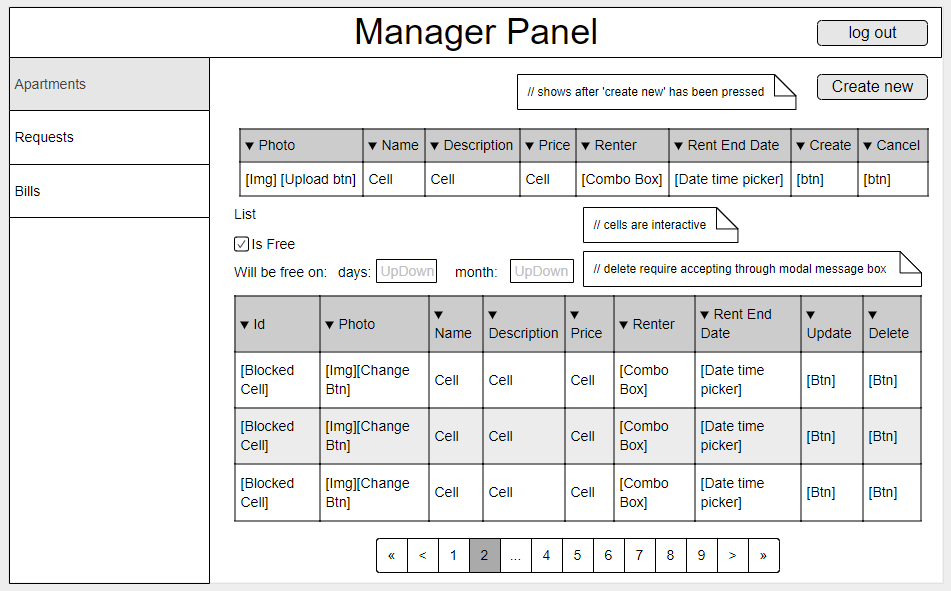 Manager Panel
log out
Apartments
Requests
Bills
// shows after 'create new' has been pressed
Create new
▼ Photo ▼ Name ▼ Description ▼ Price ▼ Renter ▼ Rent End Date ▼ Create ▼ Cancel
[Img] [Upload btn] Cell Cell Cell [Combo Box] [Date time picker] [btn] [btn]
List
// cells are interactive
Is Free
Will be free on: days: UpDown month: UpDown
// delete require accepting through modal message box
▼ Id ▼ Photo ▼ Name ▼ Description ▼ Price ▼ Renter ▼ Rent End Date ▼ Update ▼ Delete
[Blocked Cell] [Img][Change Btn] Cell Cell Cell [Combo Box] [Date time picker] [Btn] [Btn]
[Blocked Cell] [Img][Change Btn] Cell Cell Cell [Combo Box] [Date time picker] [Btn] [Btn]
[Blocked Cell] [Img][Change Btn] Cell Cell Cell [Combo Box] [Date time picker] [Btn] [Btn]
« < 1 2 ... 4 5 6 7 8 9 > »